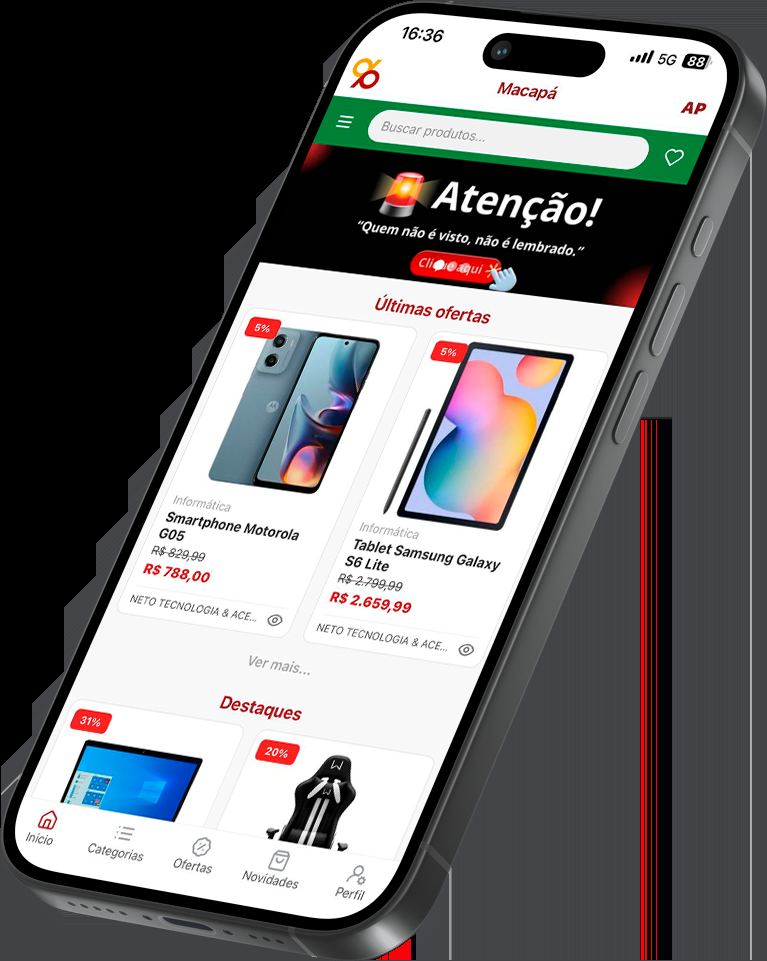 16:36
5G
88
Macapá
AP
Buscar produtos...
Atenção!
“Quem não é visto, não é lembrado.”
Clique aqui
Últimas ofertas
5%
5%
Informática
Smartphone Motorola
G05
R$ 829,99
R$ 788,00
NETO TECNOLOGIA & ACE...
Informática
Tablet Samsung Galaxy
S6 Lite
R$ 2.799,99
R$ 2.659,99
NETO TECNOLOGIA & ACE...
Ver mais...
Destaques
31%
20%
Inicio
Categorias
Ofertas
Novidades
Perfil